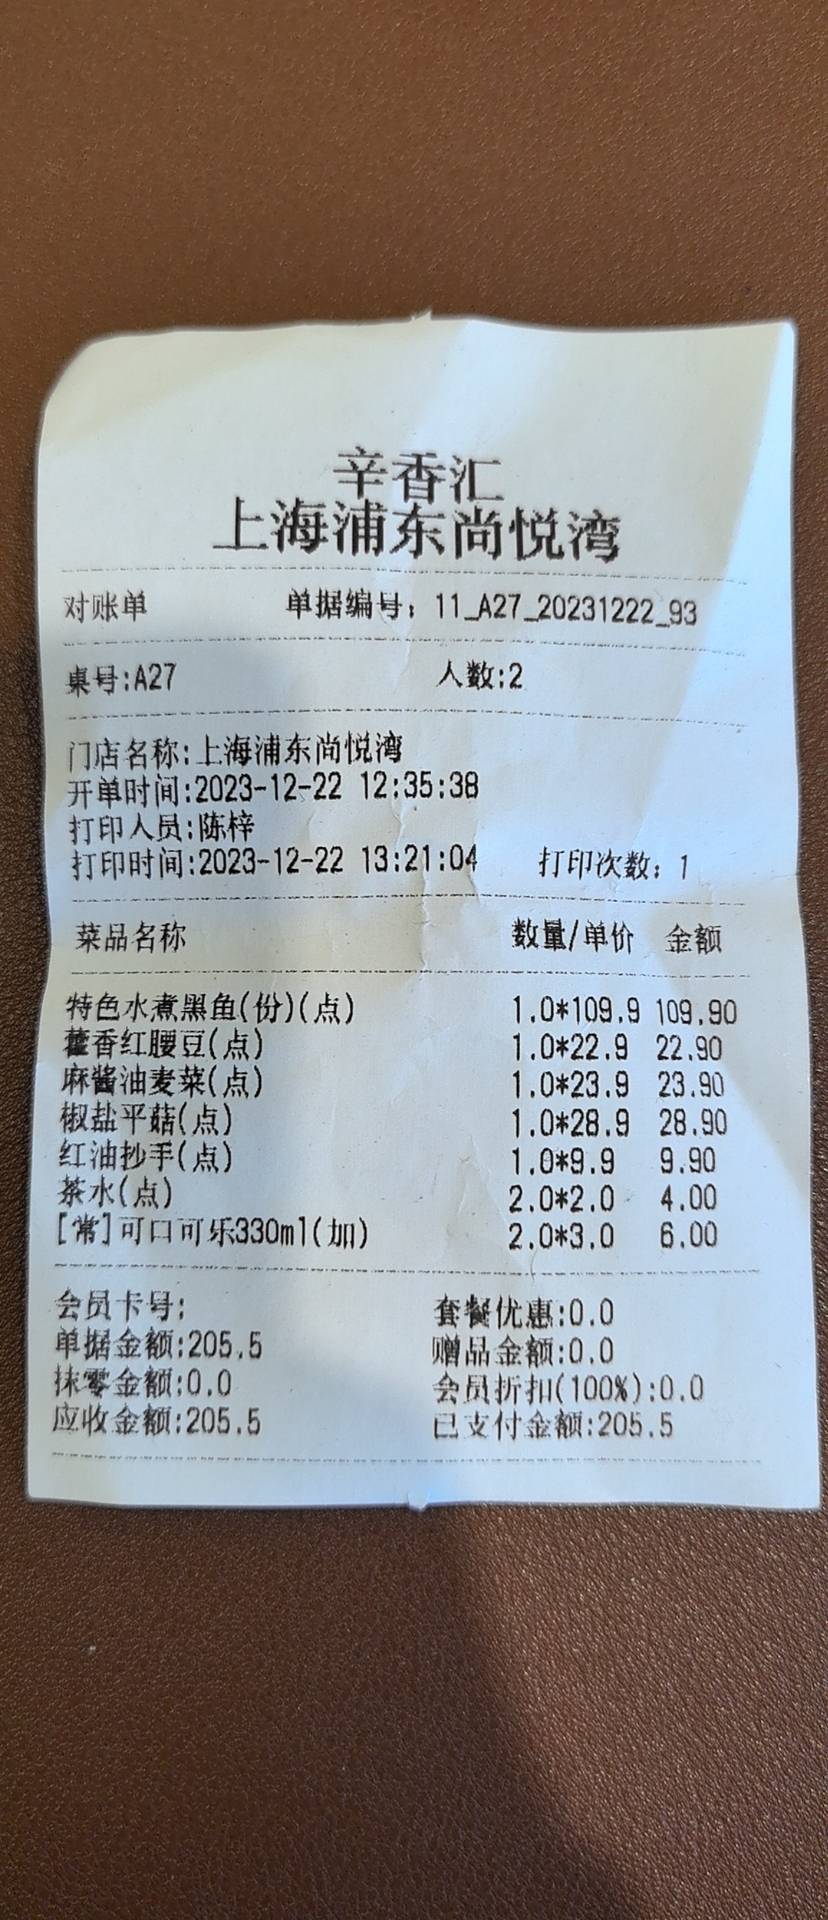 辛香汇
上海浦东尚悦湾
对账单 单据编号：11_A27_20231222_93
桌号:A27 人数:2
门店名称:上海浦东尚悦湾
开单时间:2023-12-22 12:35:38
打印人员:陈梓
打印时间:2023-12-22 13:21:04 打印次数：1
菜品名称 数量/单价 金额
特色水煮黑鱼(份)(点) 1.0*109.9 109.90
藿香红腰豆(点) 1.0*22.9 22.90
麻酱油麦菜(点) 1.0*23.9 23.90
椒盐平菇(点) 1.0*28.9 28.90
红油抄手(点) 1.0*9.9 9.90
茶水(点) 2.0*2.0 4.00
[常]可口可乐330ml(加) 2.0*3.0 6.00
会员卡号: 套餐优惠:0.0
单据金额:205.5 赠品金额:0.0
抹零金额:0.0 会员折扣(100%):0.0
应收金额:205.5 已支付金额:205.5